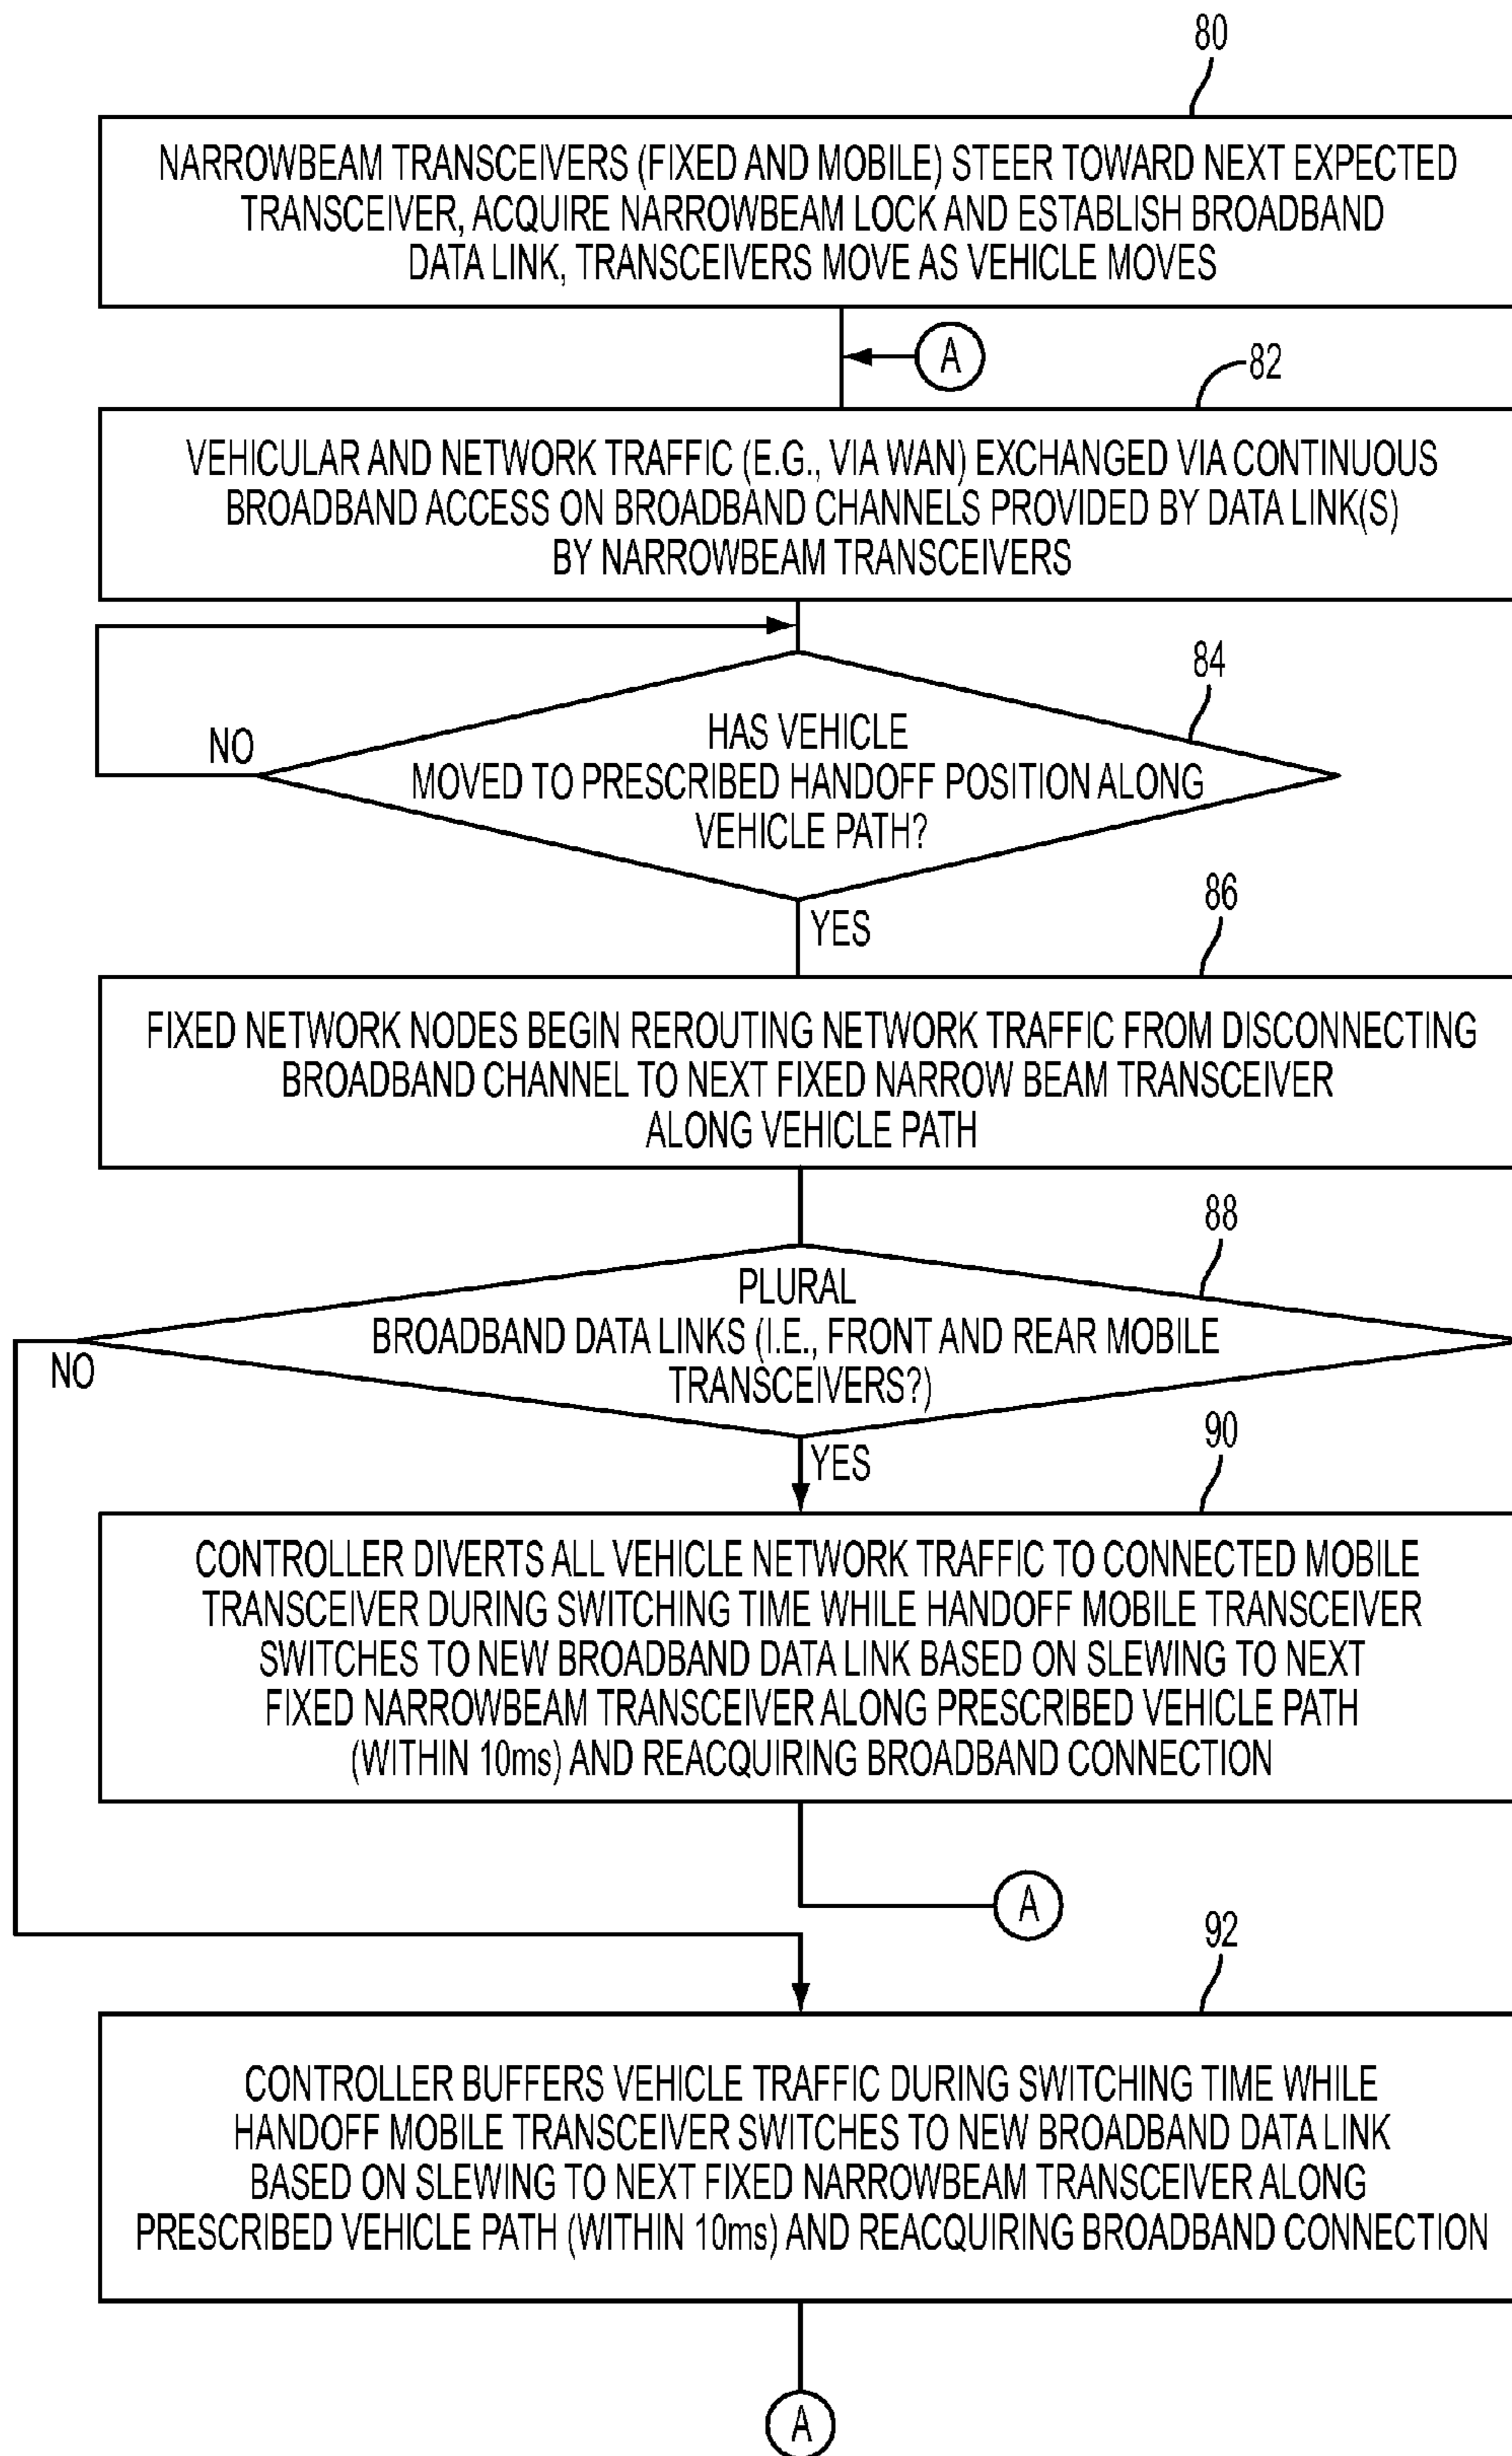 80
NARROWBEAM TRANSCEIVERS (FIXED AND MOBILE) STEER TOWARD NEXT EXPECTED
TRANSCEIVER, ACQUIRE NARROWBEAM LOCK AND ESTABLISH BROADBAND
DATA LINK, TRANSCEIVERS MOVE AS VEHICLE MOVES
A
82
VEHICULAR AND NETWORK TRAFFIC (E.G., VIA WAN) EXCHANGED VIA CONTINUOUS
BROADBAND ACCESS ON BROADBAND CHANNELS PROVIDED BY DATA LINK(S)
BY NARROWBEAM TRANSCEIVERS
84
NO
HAS VEHICLE
MOVED TO PRESCRIBED HANDOFF POSITION ALONG
VEHICLE PATH?
86
YES
FIXED NETWORK NODES BEGIN REROUTING NETWORK TRAFFIC FROM DISCONNECTING
BROADBAND CHANNEL TO NEXT FIXED NARROW BEAM TRANSCEIVER
ALONG VEHICLE PATH
88
PLURAL
BROADBAND DATA LINKS (I.E., FRONT AND REAR MOBILE
TRANSCEIVERS?)
NO
90
YES
CONTROLLER DIVERTS ALL VEHICLE NETWORK TRAFFIC TO CONNECTED MOBILE
TRANSCEIVER DURING SWITCHING TIME WHILE HANDOFF MOBILE TRANSCEIVER
SWITCHES TO NEW BROADBAND DATA LINK BASED ON SLEWING TO NEXT
FIXED NARROWBEAM TRANSCEIVER ALONG PRESCRIBED VEHICLE PATH
(WITHIN 10ms) AND REACQUIRING BROADBAND CONNECTION
A
92
CONTROLLER BUFFERS VEHICLE TRAFFIC DURING SWITCHING TIME WHILE
HANDOFF MOBILE TRANSCEIVER SWITCHES TO NEW BROADBAND DATA LINK
BASED ON SLEWING TO NEXT FIXED NARROWBEAM TRANSCEIVER ALONG
PRESCRIBED VEHICLE PATH (WITHIN 10ms) AND REACQUIRING BROADBAND CONNECTION
A